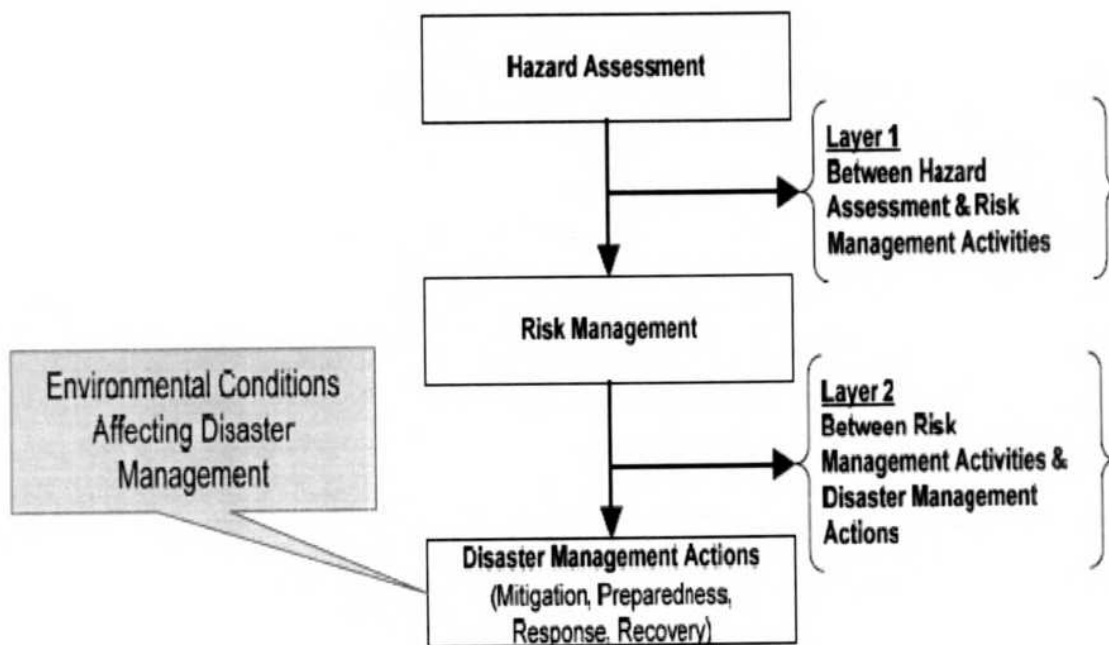 Hazard Assessment
Layer 1
Between Hazard
Assessment & Risk
Management Activities
Risk Management
Environmental Conditions
Affecting Disaster
Management
Layer 2
Between Risk
Management Activities &
Disaster Management
Actions
Disaster Management Actions
(Mitigation, Preparedness,
Response, Recovery)